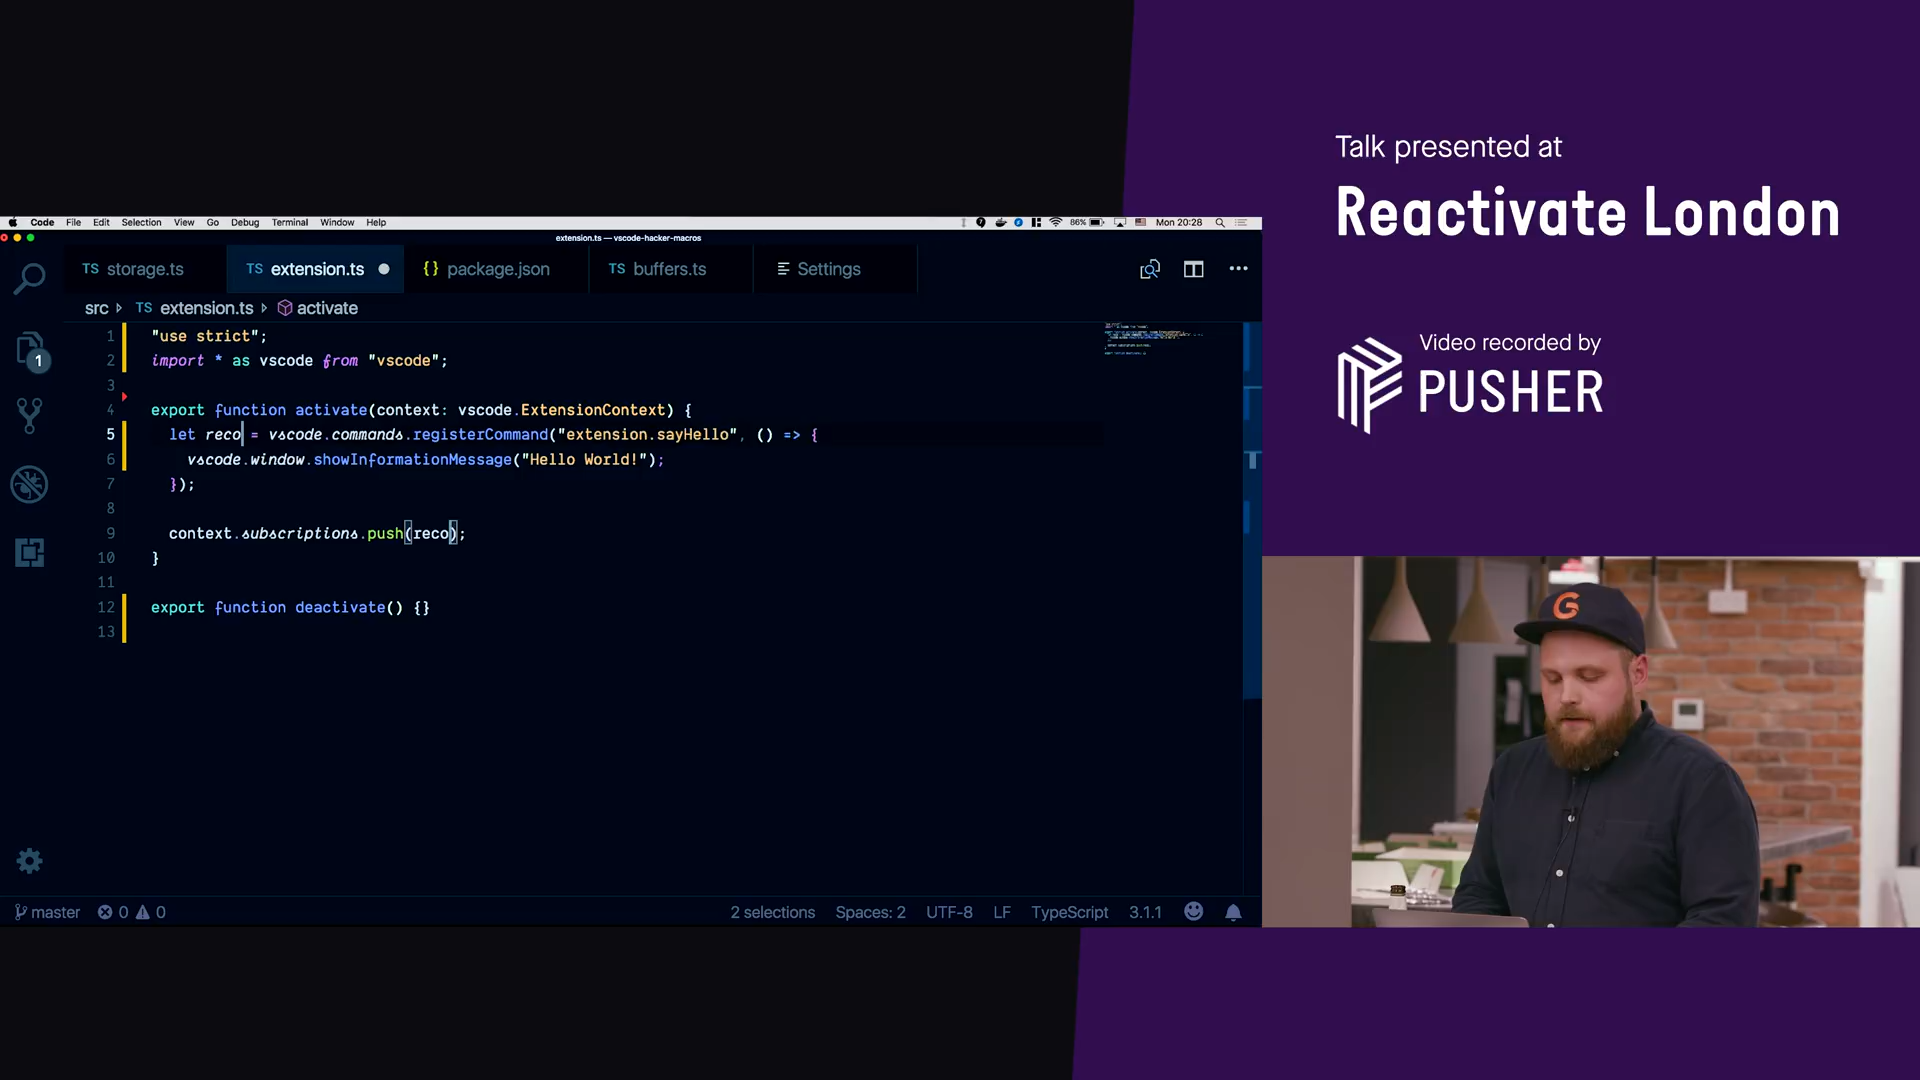 Code File Edit Selection View Go Debug Terminal Window Help
86% Mon 20:28
extension.ts — vscode-hacker-macros
TS storage.ts TS extension.ts {} package.json TS buffers.ts Settings
src TS extension.ts activate
1 "use strict";
2 import * as vscode from "vscode";
3
4 export function activate(context: vscode.ExtensionContext) {
5 let reco = vscode.commands.registerCommand("extension.sayHello", () => {
6 vscode.window.showInformationMessage("Hello World!");
7 });
8
9 context.subscriptions.push(reco);
10 }
11
12 export function deactivate() {}
13
1
master 0 0 2 selections Spaces: 2 UTF-8 LF TypeScript 3.1.1
Talk presented at
Reactivate London
Video recorded by
PUSHER
G